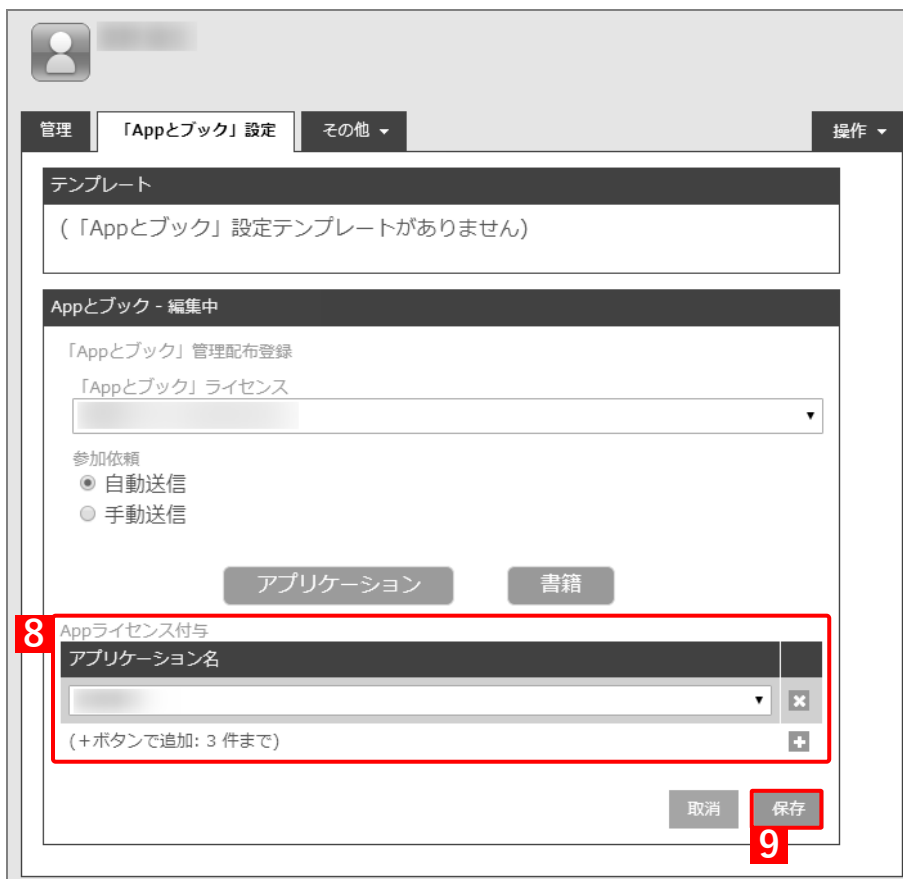 管理 「Appとブック」設定 その他 ▼ 操作 ▼
テンプレート
(「Appとブック」設定テンプレートがありません)
Appとブック - 編集中
「Appとブック」管理配布登録
「Appとブック」ライセンス
参加依頼
自動送信
手動送信
アプリケーション 書籍
8 Appライセンス付与
アプリケーション名
(+ボタンで追加: 3 件まで)
取消 保存
9